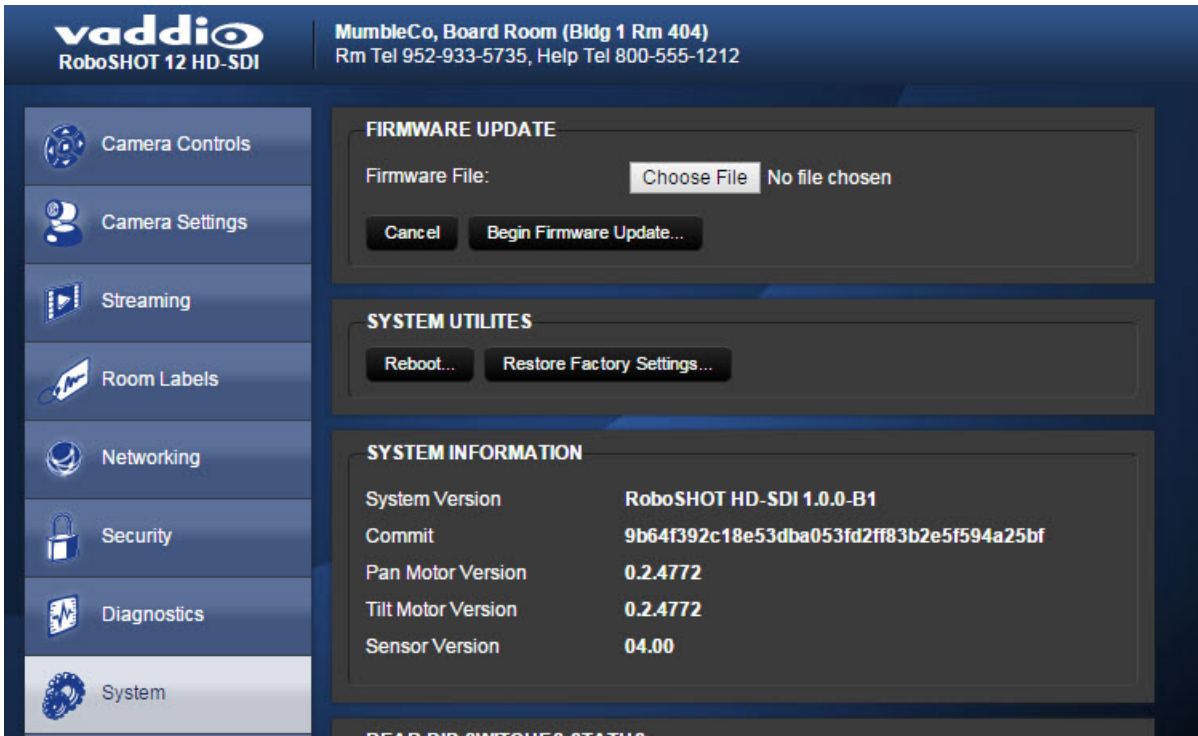 vaddio
RoboSHOT 12 HD-SDI
MumbleCo, Board Room (Bldg 1 Rm 404)
Rm Tel 952-933-5735, Help Tel 800-555-1212
Camera Controls
Camera Settings
Streaming
Room Labels
Networking
Security
Diagnostics
System
FIRMWARE UPDATE
Firmware File: Choose File No file chosen
Cancel Begin Firmware Update...
SYSTEM UTILITES
Reboot... Restore Factory Settings...
SYSTEM INFORMATION
System Version RoboSHOT HD-SDI 1.0.0-B1
Commit 9b64f392c18e53dba053fd2ff83b2e5f594a25bf
Pan Motor Version 0.2.4772
Tilt Motor Version 0.2.4772
Sensor Version 04.00
REAR DIP SWITCHES STATUS